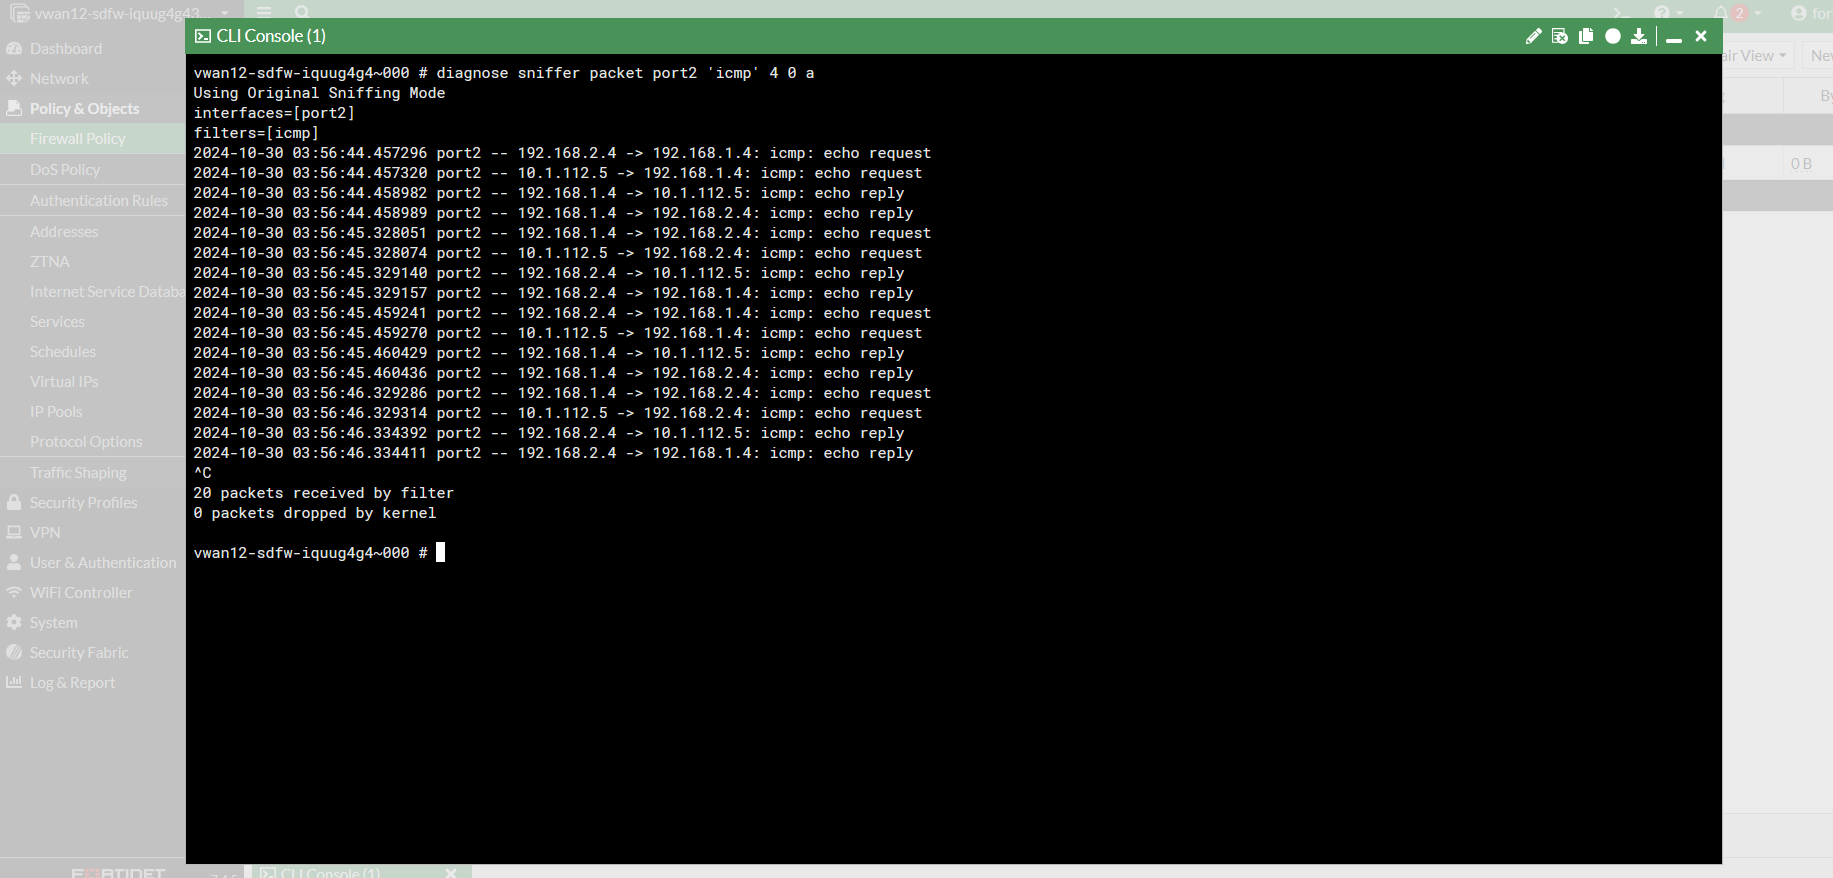 vwan12-sdfw-iquug4g43...
2
for
CLI Console (1)
Dashboard
Network
Policy & Objects
Firewall Policy
DoS Policy
Authentication Rules
Addresses
ZTNA
Internet Service Databa
Services
Schedules
Virtual IPs
IP Pools
Protocol Options
Traffic Shaping
Security Profiles
VPN
User & Authentication
WiFi Controller
System
Security Fabric
Log & Report
vwan12-sdfw-iquug4g4~000 # diagnose sniffer packet port2 'icmp' 4 0 a
Using Original Sniffing Mode
interfaces=[port2]
filters=[icmp]
2024-10-30 03:56:44.457296 port2 -- 192.168.2.4 -> 192.168.1.4: icmp: echo request
2024-10-30 03:56:44.457320 port2 -- 10.1.112.5 -> 192.168.1.4: icmp: echo request
2024-10-30 03:56:44.458982 port2 -- 192.168.1.4 -> 10.1.112.5: icmp: echo reply
2024-10-30 03:56:44.458989 port2 -- 192.168.1.4 -> 192.168.2.4: icmp: echo reply
2024-10-30 03:56:45.328051 port2 -- 192.168.1.4 -> 192.168.2.4: icmp: echo request
2024-10-30 03:56:45.328074 port2 -- 10.1.112.5 -> 192.168.2.4: icmp: echo request
2024-10-30 03:56:45.329140 port2 -- 192.168.2.4 -> 10.1.112.5: icmp: echo reply
2024-10-30 03:56:45.329157 port2 -- 192.168.2.4 -> 192.168.1.4: icmp: echo reply
2024-10-30 03:56:45.459241 port2 -- 192.168.2.4 -> 192.168.1.4: icmp: echo request
2024-10-30 03:56:45.459270 port2 -- 10.1.112.5 -> 192.168.1.4: icmp: echo request
2024-10-30 03:56:45.460429 port2 -- 192.168.1.4 -> 10.1.112.5: icmp: echo reply
2024-10-30 03:56:45.460436 port2 -- 192.168.1.4 -> 192.168.2.4: icmp: echo reply
2024-10-30 03:56:46.329286 port2 -- 192.168.1.4 -> 192.168.2.4: icmp: echo request
2024-10-30 03:56:46.329314 port2 -- 10.1.112.5 -> 192.168.2.4: icmp: echo request
2024-10-30 03:56:46.334392 port2 -- 192.168.2.4 -> 10.1.112.5: icmp: echo reply
2024-10-30 03:56:46.334411 port2 -- 192.168.2.4 -> 192.168.1.4: icmp: echo reply
^C
20 packets received by filter
0 packets dropped by kernel
vwan12-sdfw-iquug4g4~000 #
air View
New
By
0 B
CLI Console (1)